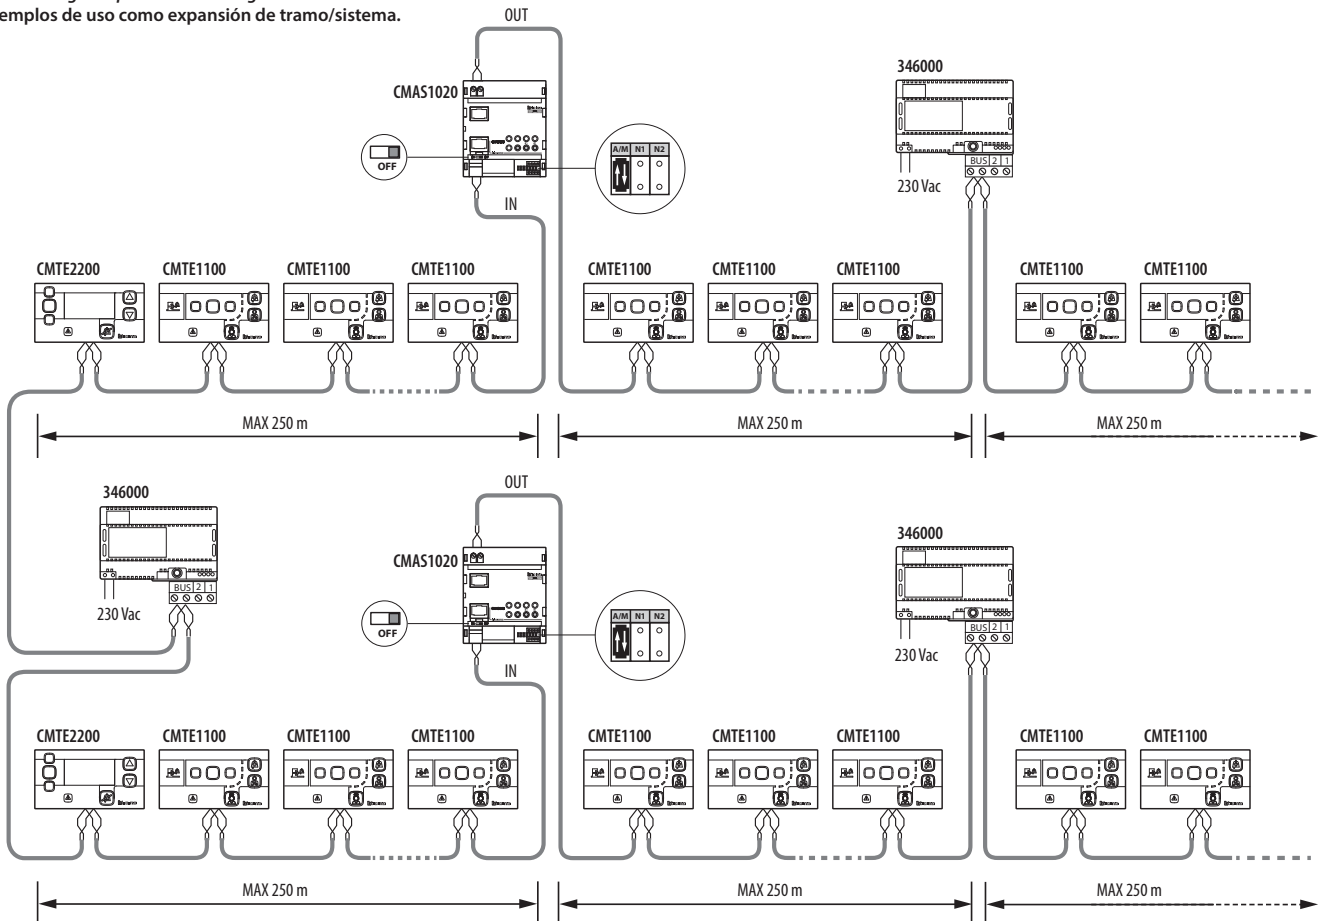 emplos de uso como expansión de tramo/sistema.
OUT
346000
CMAS1020
OFF
A/M N1 N2
BUS 2 1
230 Vac
IN
CMTE2200 CMTE1100 CMTE1100 CMTE1100 CMTE1100 CMTE1100 CMTE1100 CMTE1100 CMTE1100
MAX 250 m MAX 250 m MAX 250 m
OUT
346000
346000
CMAS1020
BUS 2 1
230 Vac
OFF
A/M N1 N2
BUS 2 1
230 Vac
IN
CMTE2200 CMTE1100 CMTE1100 CMTE1100 CMTE1100 CMTE1100 CMTE1100 CMTE1100 CMTE1100
MAX 250 m MAX 250 m MAX 250 m